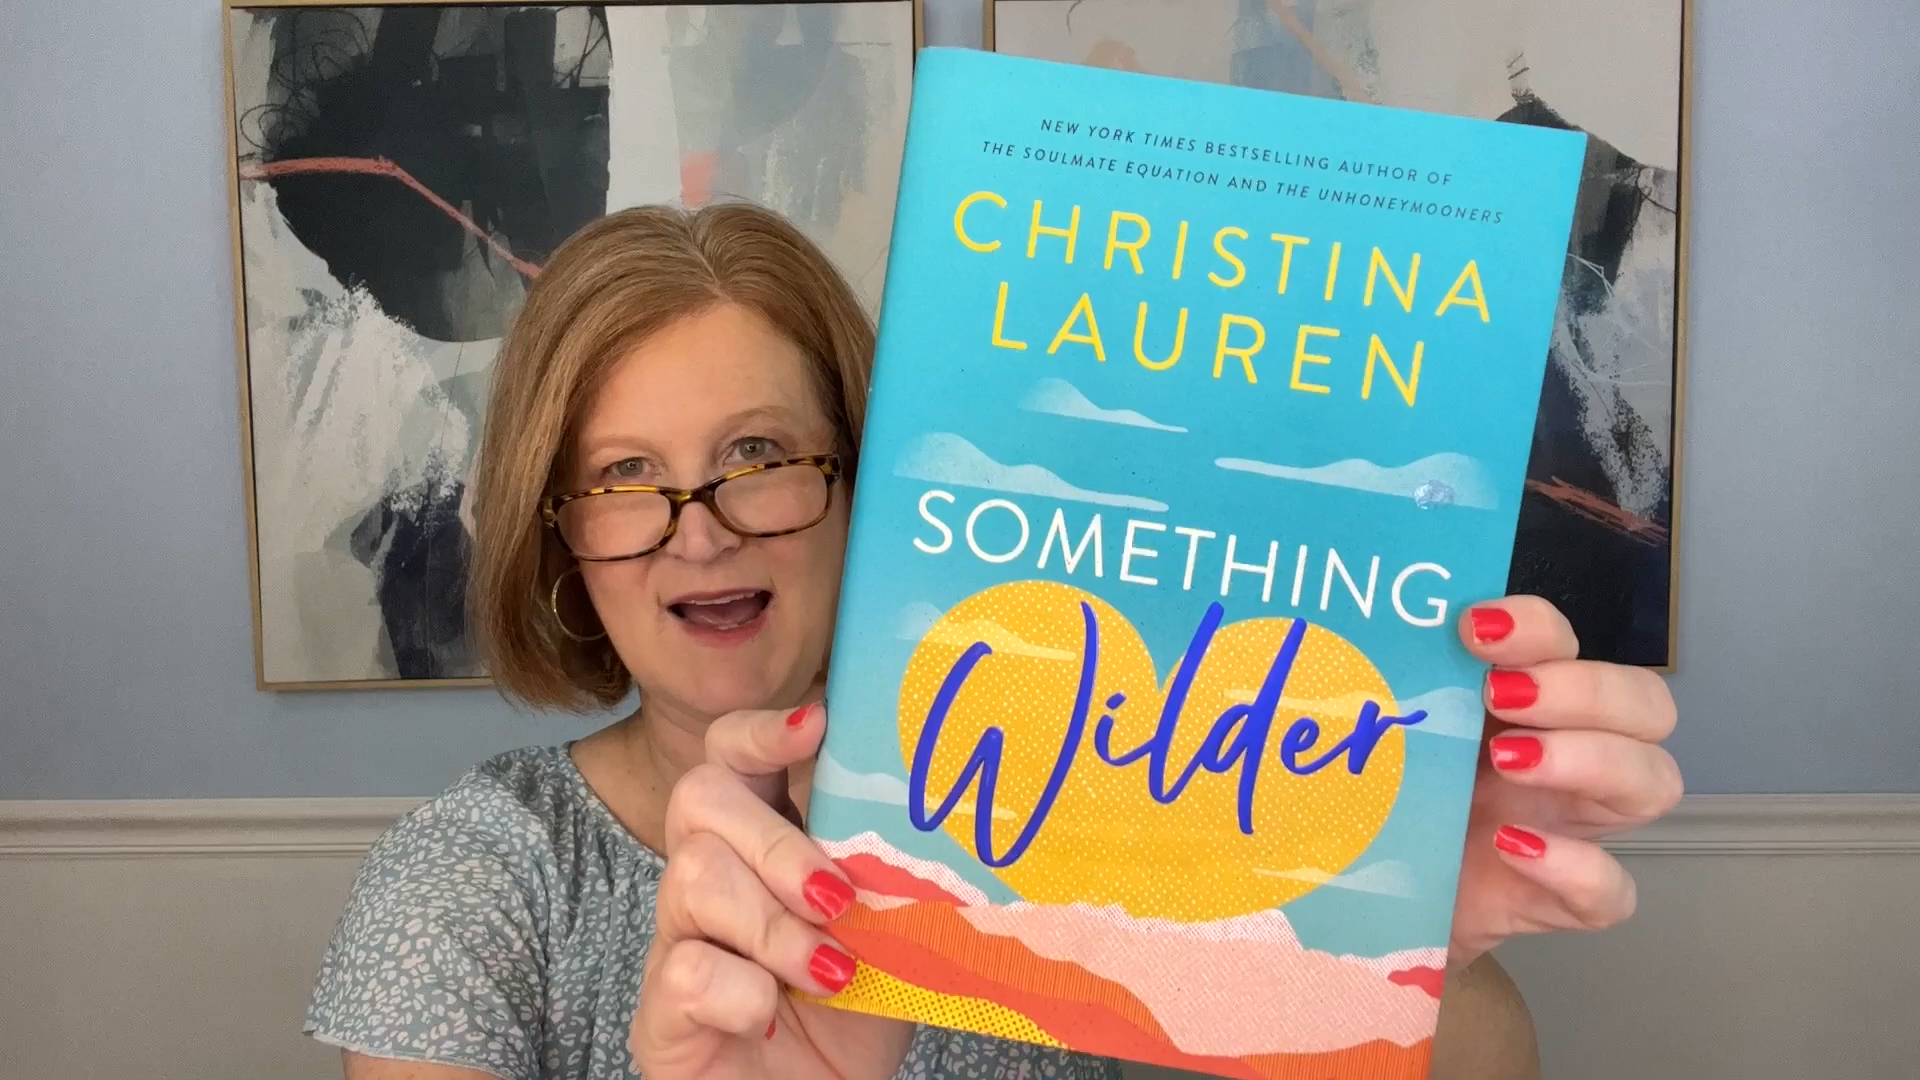 NEW YORK TIMES BESTSELLING AUTHOR OF
THE SOULMATE EQUATION AND THE UNHONEYMOONERS
CHRISTINA
LAUREN
SOMETHING
Wilder